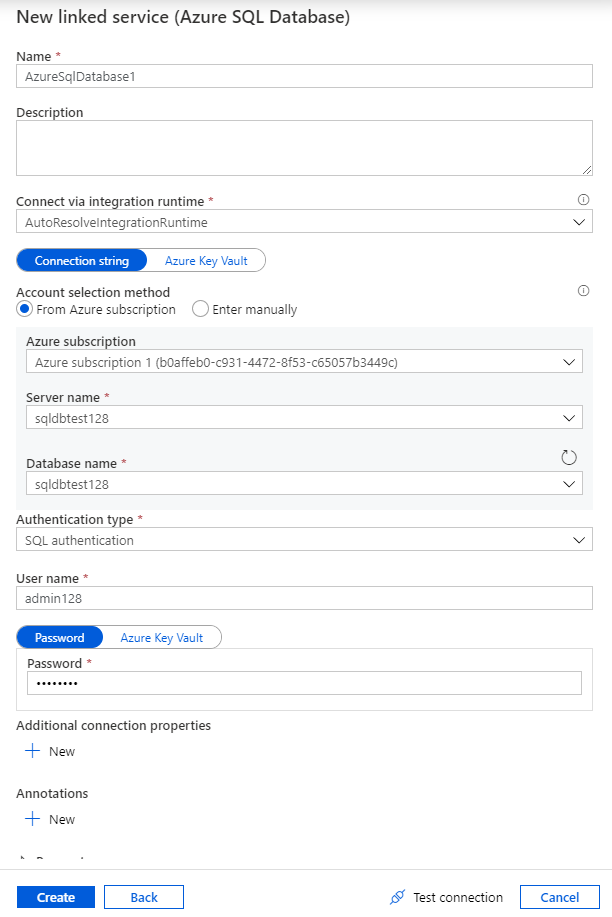 New linked service (Azure SQL Database)
Name *
AzureSqlDatabase1
Description
Connect via integration runtime *
AutoResolveIntegrationRuntime
Connection string Azure Key Vault
Account selection method
From Azure subscription Enter manually
Azure subscription
Azure subscription 1 (b0affeb0-c931-4472-8f53-c65057b3449c)
Server name *
sqldbtest128
Database name *
sqldbtest128
Authentication type *
SQL authentication
User name *
admin128
Password Azure Key Vault
Password *
••••••••
Additional connection properties
New
Annotations
New
Create Back Test connection Cancel